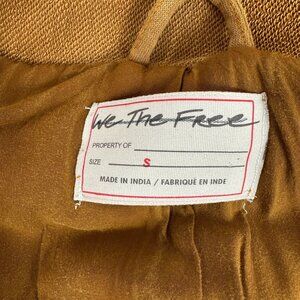 We The Free
PROPERTY OF
SIZE S
MADE IN INDIA / FABRIQUÉ EN INDE